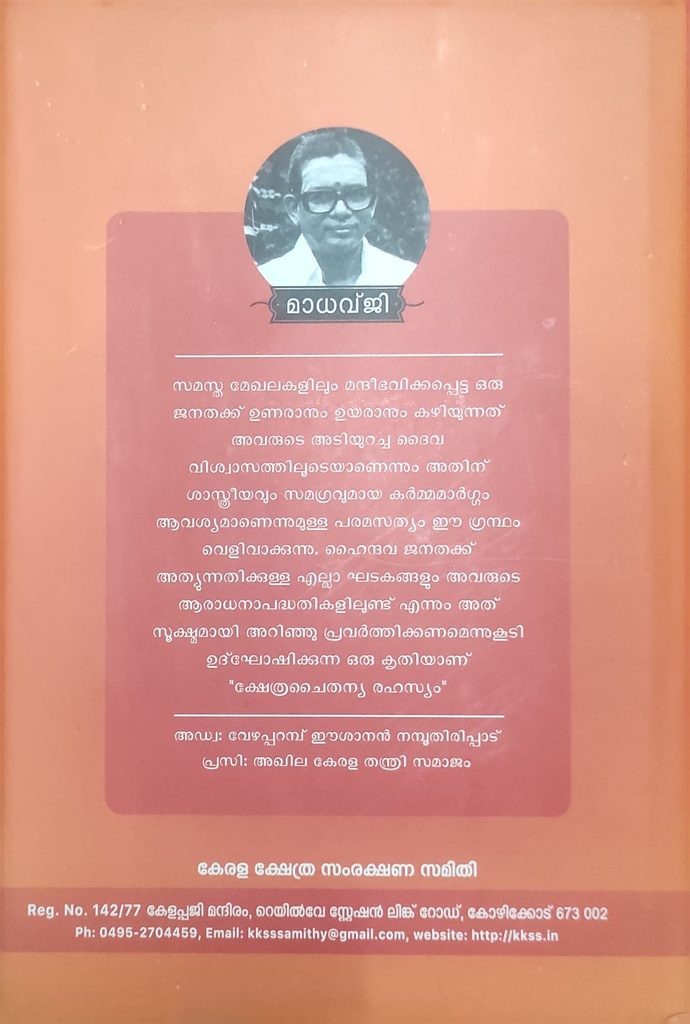 മാധവ്ജി
സമസ്ത മേഖലകളിലും മന്ദീഭവിക്കപ്പെട്ട ഒരു
ജനതക്ക് ഉണരാനും ഉയരാനും കഴിയുന്നത്
അവരുടെ അടിയുറച്ച ദൈവ
വിശ്വാസത്തിലൂടെയാണെന്നും അതിന്
ശാസ്ത്രീയവും സമഗ്രവുമായ കർമ്മമാർഗ്ഗം
ആവശ്യമാണെന്നുമുള്ള പരമസത്യം ഈ ഗ്രന്ഥം
വെളിവാക്കുന്നു. ഹൈന്ദവ ജനതക്ക്
അത്യുന്നതിക്കുള്ള എല്ലാ ഘടകങ്ങളും അവരുടെ
ആരാധനാപദ്ധതികളിലുണ്ട് എന്നും അത്
സൂക്ഷ്മമായി അറിഞ്ഞു പ്രവർത്തിക്കണമെന്നുകൂടി
ഉദ്ഘോഷിക്കുന്ന ഒരു കൃതിയാണ്
"ക്ഷേത്രചൈതന്യ രഹസ്യം"
അഡ്വ: വേഴപ്പറമ്പ് ഈശാനൻ നമ്പൂതിരിപ്പാട്
പ്രസി: അഖില കേരള തന്ത്രി സമാജം
കേരള ക്ഷേത്ര സംരക്ഷണ സമിതി
Reg. No. 142/77 കേളപ്പജി മന്ദിരം, റെയിൽവേ സ്റ്റേഷൻ ലിങ്ക് റോഡ്, കോഴിക്കോട് 673 002
Ph: 0495-2704459, Email: kksssamithy@gmail.com, website: http://kkss.in